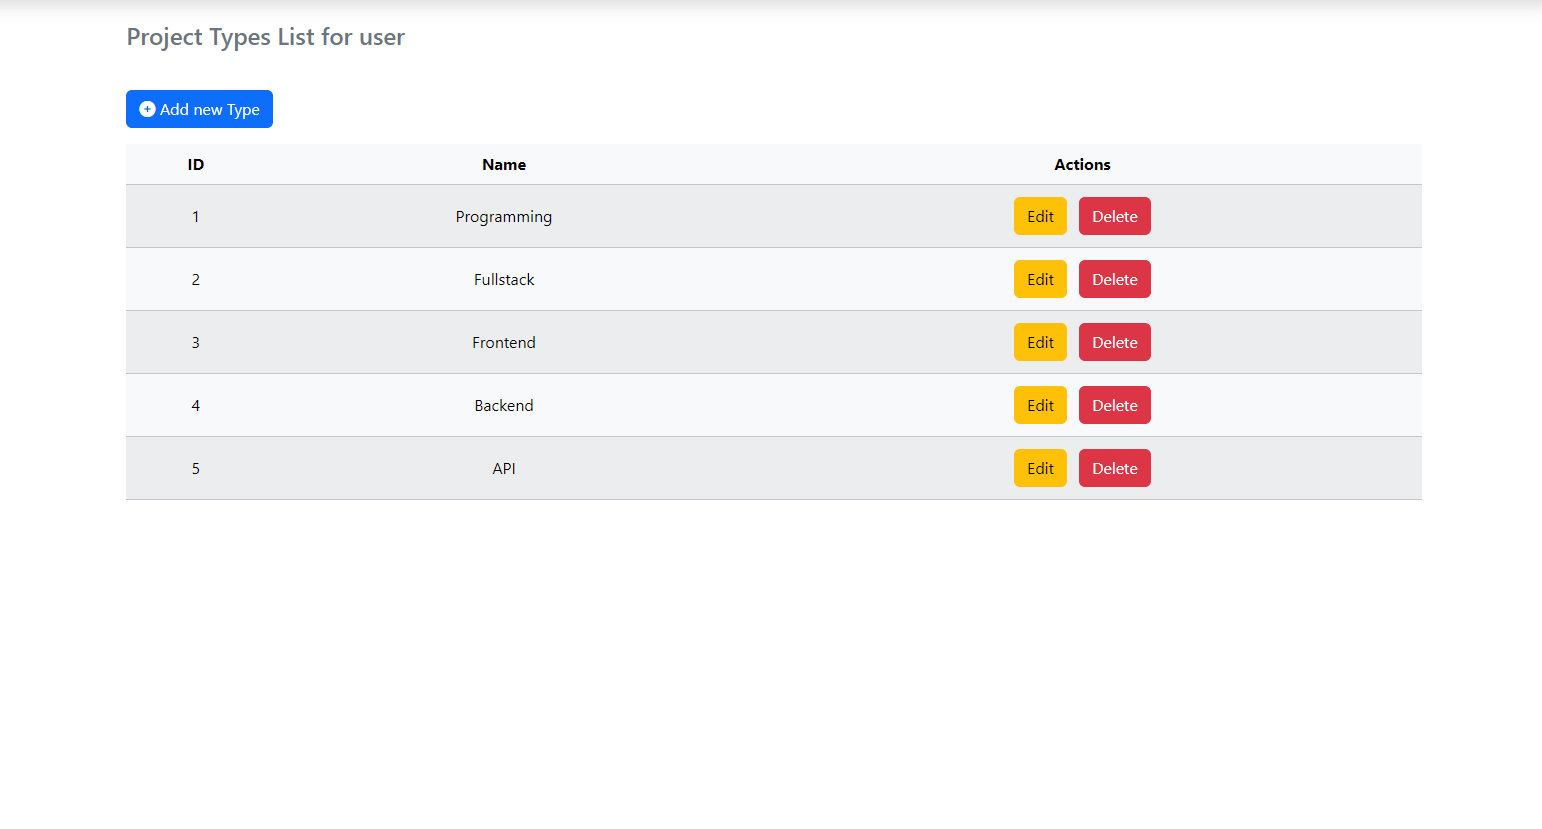 Project Types List for user
Add new Type
ID Name Actions
1 Programming Edit Delete
2 Fullstack Edit Delete
3 Frontend Edit Delete
4 Backend Edit Delete
5 API Edit Delete